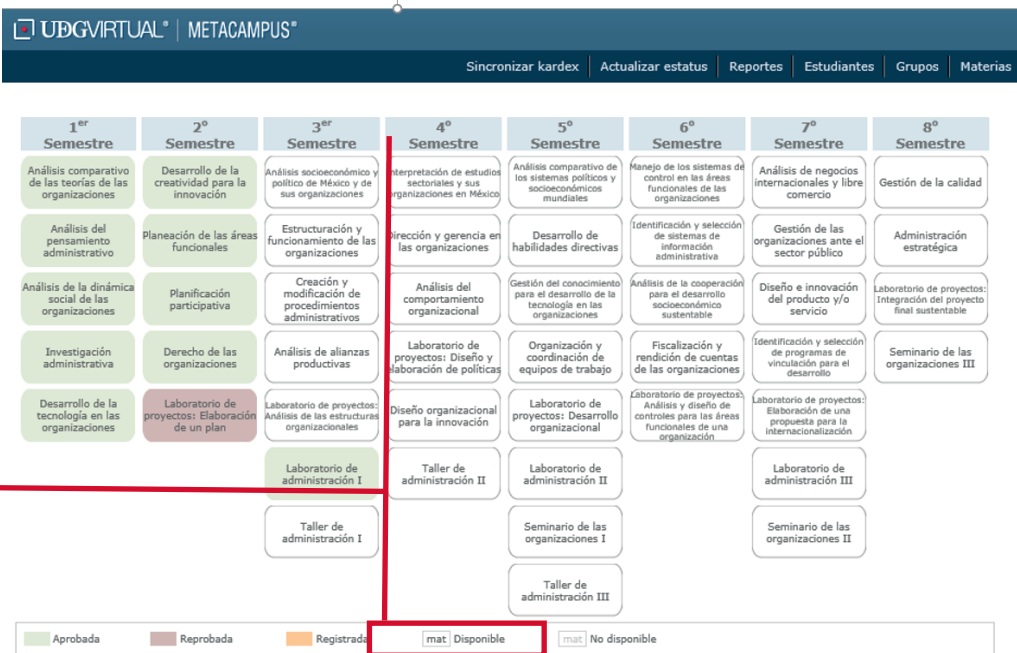 UDGVIRTUAL® | METACAMPUS®
Sincronizar kardex | Actualizar estatus | Reportes | Estudiantes | Grupos | Materias
1er Semestre
Análisis comparativo
de las teorías de las
organizaciones
Análisis del
pensamiento
administrativo
Análisis de la dinámica
social de las
organizaciones
Investigación
administrativa
Desarrollo de la
tecnología en las
organizaciones
2º Semestre
Desarrollo de la
creatividad para la
innovación
Planeación de las áreas
funcionales
Planificación
participativa
Derecho de las
organizaciones
Laboratorio de
proyectos: Elaboración
de un plan
3er Semestre
Análisis socioeconómico y
político de México y de
sus organizaciones
Estructuración y
funcionamiento de las
organizaciones
Creación y
modificación de
procedimientos
administrativos
Análisis de alianzas
productivas
Laboratorio de proyectos:
Análisis de las estructuras
organizacionales
Laboratorio de
administración I
Taller de
administración I
4º Semestre
Interpretación de estudios
sectoriales y sus
organizaciones en México
Dirección y gerencia en
las organizaciones
Análisis del
comportamiento
organizacional
Laboratorio de
proyectos: Diseño y
elaboración de políticas
Diseño organizacional
para la innovación
Taller de
administración II
5º Semestre
Análisis comparativo de
los sistemas políticos y
socioeconómicos
mundiales
Desarrollo de
habilidades directivas
Gestión del conocimiento
para el desarrollo de la
tecnología en las
organizaciones
Organización y
coordinación de
equipos de trabajo
Laboratorio de
proyectos: Desarrollo
organizacional
Laboratorio de
administración II
Seminario de las
organizaciones I
Taller de
administración III
6º Semestre
Manejo de los sistemas de
control en las áreas
funcionales de las
organizaciones
Identificación y selección
de sistemas de
información
administrativa
Análisis de la cooperación
para el desarrollo
socioeconómico
sustentable
Fiscalización y
rendición de cuentas
de las organizaciones
Laboratorio de proyectos:
Análisis y diseño de
controles para las áreas
funcionales de una
organización
7º Semestre
Análisis de negocios
internacionales y libre
comercio
Gestión de las
organizaciones ante el
sector público
Diseño e innovación
del producto y/o
servicio
Identificación y selección
de programas de
vinculación para el
desarrollo
Laboratorio de proyectos:
Elaboración de una
propuesta para la
internacionalización
Laboratorio de
administración III
Seminario de las
organizaciones II
8º Semestre
Gestión de la calidad
Administración
estratégica
Laboratorio de proyectos:
Integración del proyecto
final sustentable
Seminario de las
organizaciones III
Aprobada
Reprobada
Registrada
mat Disponible
mat No disponible